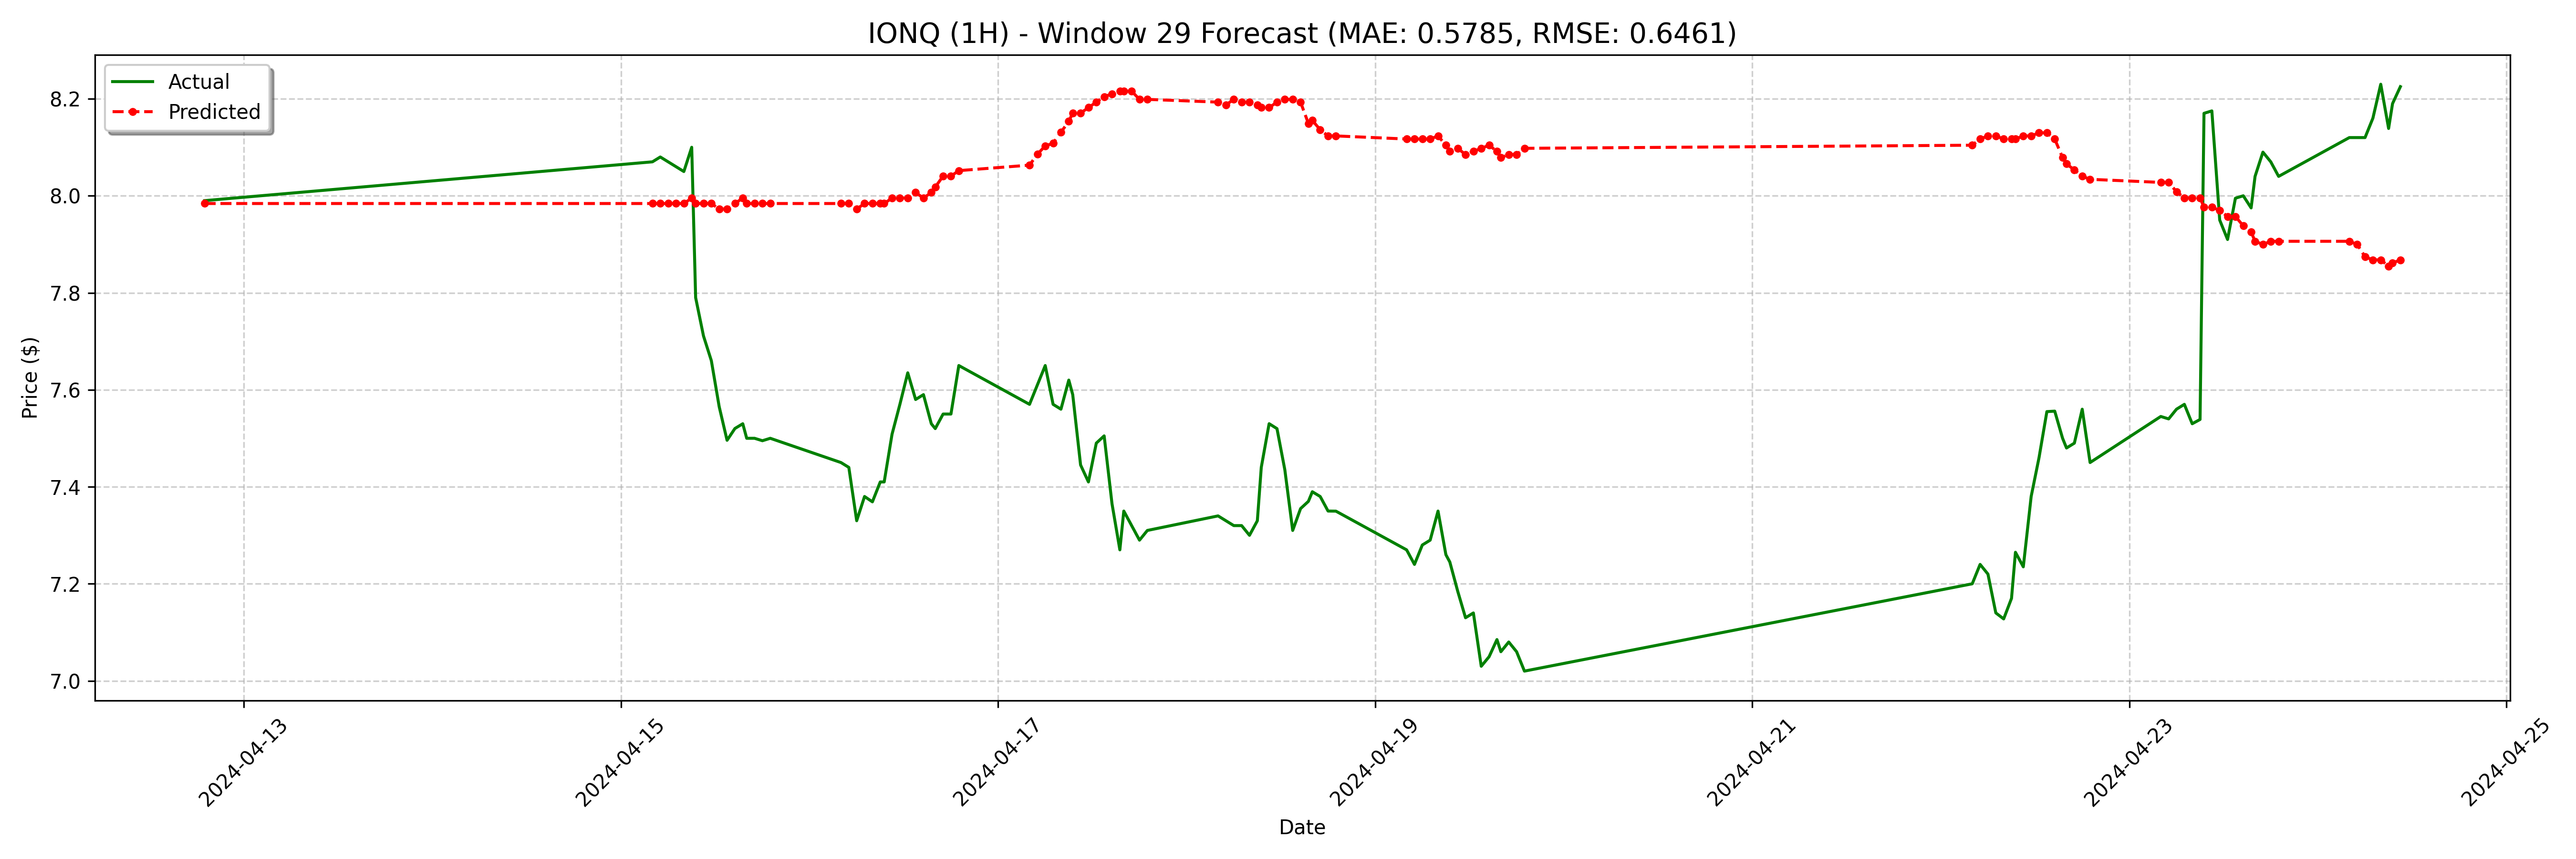 IONQ (1H) - Window 29 Forecast (MAE: 0.5785, RMSE: 0.6461)
Actual
Predicted
8.2
8.0
7.8
7.6
7.4
7.2
7.0
Price ($)
2024-04-13
2024-04-15
2024-04-17
2024-04-19
2024-04-21
2024-04-23
2024-04-25
Date